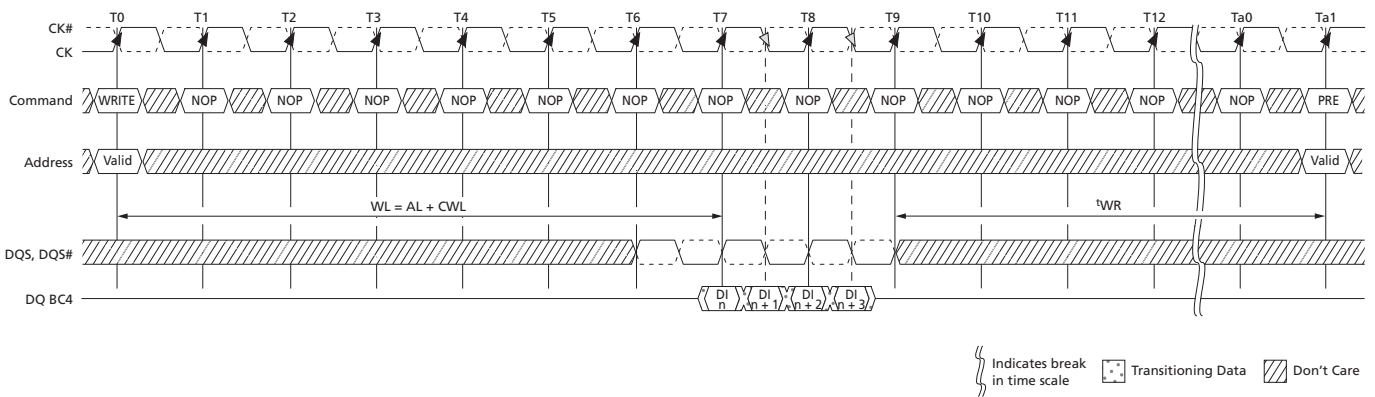 T0 T1 T2 T3 T4 T5 T6 T7 T8 T9 T10 T11 T12 Ta0 Ta1
CK#
CK
Command WRITE NOP NOP NOP NOP NOP NOP NOP NOP NOP NOP NOP NOP NOP PRE
Address Valid Valid
WL = AL + CWL tWR
DQS, DQS#
DQ BC4 DI n DI n + 1 DI n + 2 DI n + 3
Indicates break
in time scale
Transitioning Data
Don't Care